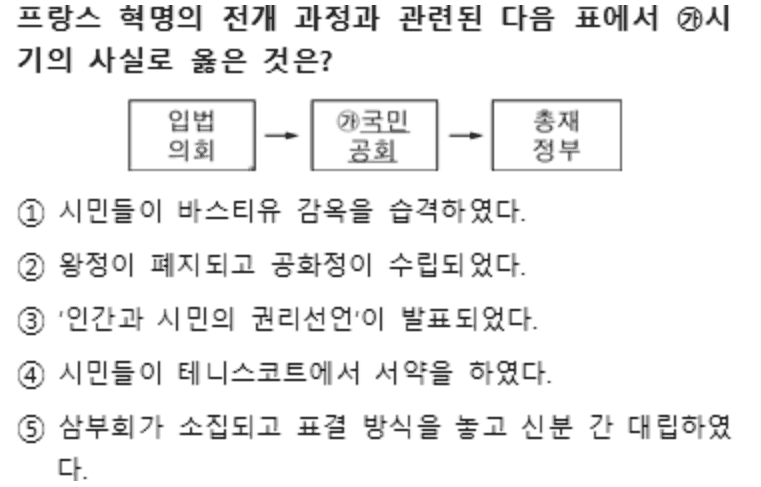 프랑스 혁명의 전개 과정과 관련된 다음 표에서 ㉮시
기의 사실로 옳은 것은?
입법
의회
㉮국민
공회
총재
정부
① 시민들이 바스티유 감옥을 습격하였다.
② 왕정이 폐지되고 공화정이 수립되었다.
③ ‘인간과 시민의 권리선언’이 발표되었다.
④ 시민들이 테니스코트에서 서약을 하였다.
⑤ 삼부회가 소집되고 표결 방식을 놓고 신분 간 대립하였
다.